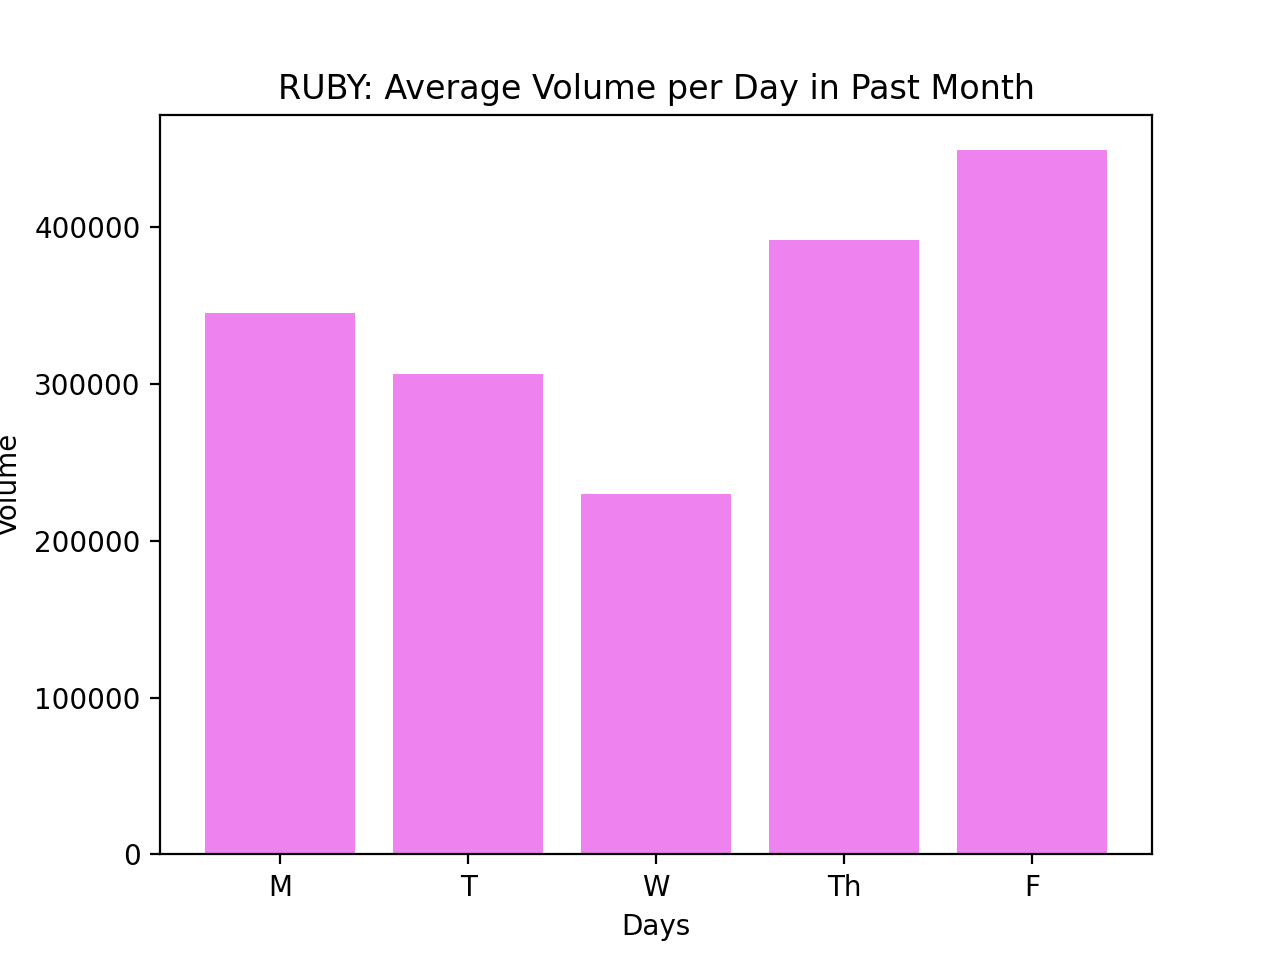 RUBY: Average Volume per Day in Past Month
Volume
400000
300000
200000
100000
0
M T W Th F
Days